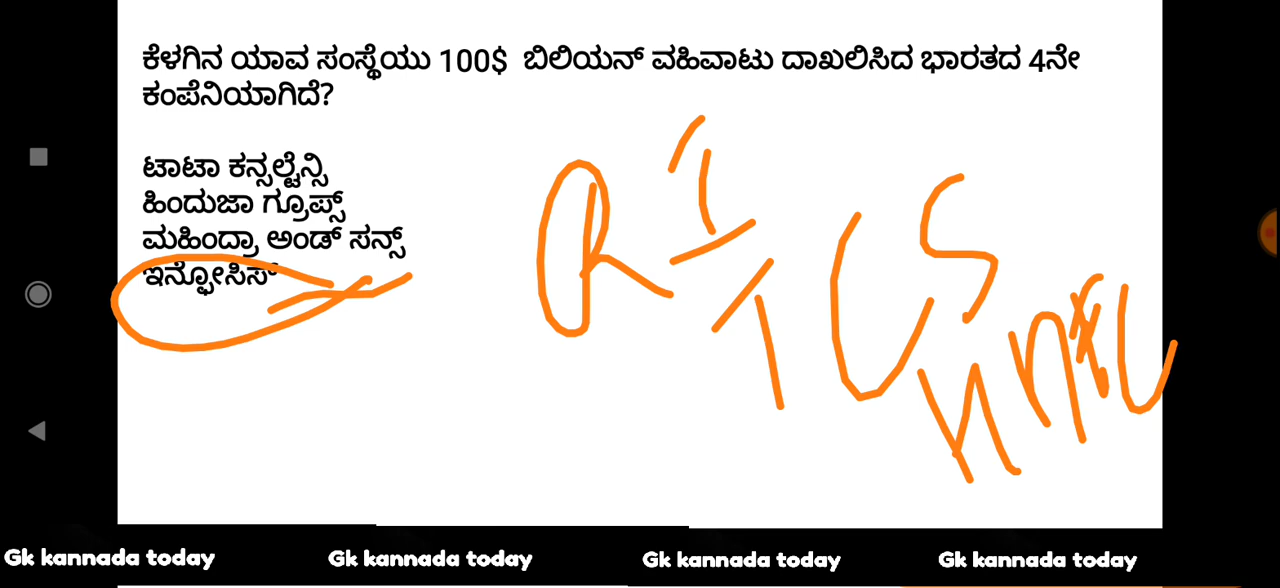 ಕೆಳಗಿನ ಯಾವ ಸಂಸ್ಥೆಯು 100$ ಬಿಲಿಯನ್ ವಹಿವಾಟು ದಾಖಲಿಸಿದ ಭಾರತದ 4ನೇ
ಕಂಪೆನಿಯಾಗಿದೆ?
ಟಾಟಾ ಕನ್ಸಲ್ಟೆನ್ಸಿ
ಹಿಂದುಜಾ ಗ್ರೂಪ್ಸ್
ಮಹಿಂದ್ರಾ ಅಂಡ್ ಸನ್ಸ್
ಇನ್ಫೋಸಿಸ್
TCS
Gk kannada today Gk kannada today Gk kannada today Gk kannada today